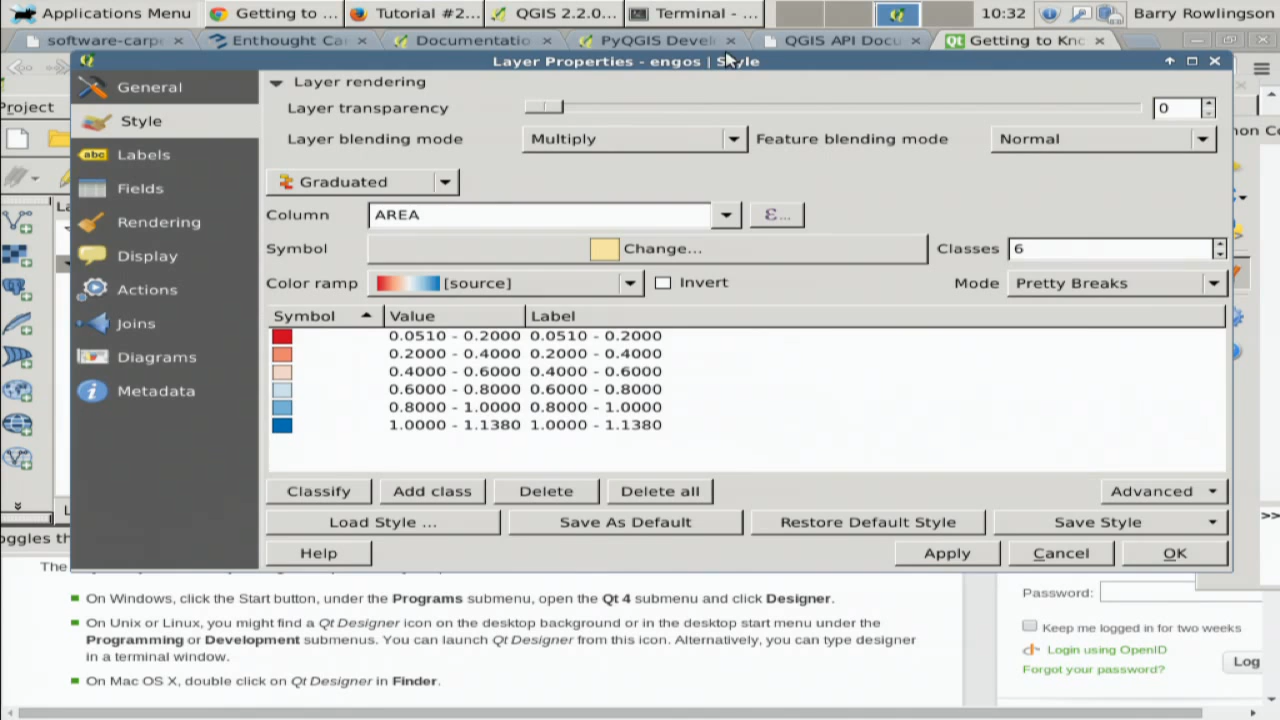 Applications Menu Getting to ... Tutorial #2... QGIS 2.2.0... Terminal - ... 10:32 Barry Rowlingson
software-carpe Enthought Ca Documentatio PyQGIS Devel QGIS API Docu Getting to Kno
Layer Properties - engos | Style
Project
General
Style
Labels
Fields
Rendering
Display
Actions
Joins
Diagrams
Metadata
Layer rendering
Layer transparency 0
Layer blending mode Multiply Feature blending mode Normal
Graduated
Column AREA ε...
Symbol Change... Classes 6
Color ramp [source] Invert Mode Pretty Breaks
Symbol Value Label
0.0510 - 0.2000 0.0510 - 0.2000
0.2000 - 0.4000 0.2000 - 0.4000
0.4000 - 0.6000 0.4000 - 0.6000
0.6000 - 0.8000 0.6000 - 0.8000
0.8000 - 1.0000 0.8000 - 1.0000
1.0000 - 1.1380 1.0000 - 1.1380
Classify Add class Delete Delete all Advanced
Load Style ... Save As Default Restore Default Style Save Style
Help Apply Cancel OK
oggles th
The
On Windows, click the Start button, under the Programs submenu, open the Qt 4 submenu and click Designer.
On Unix or Linux, you might find a Qt Designer icon on the desktop background or in the desktop start menu under the
Programming or Development submenus. You can launch Qt Designer from this icon. Alternatively, you can type designer
in a terminal window.
On Mac OS X, double click on Qt Designer in Finder.
Password:
Keep me logged in for two weeks
Login using OpenID
Forgot your password?
Log